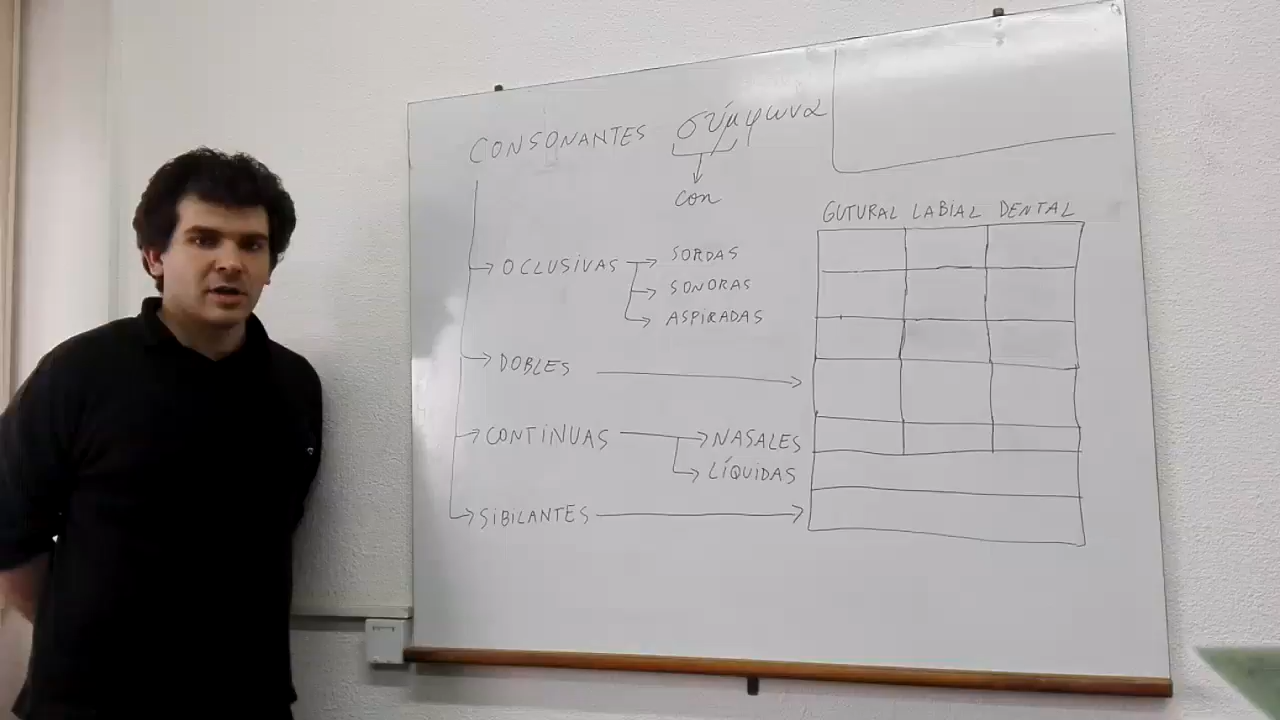 CONSONANTES σύμφωνα
con
GUTURAL LABIAL DENTAL
OCLUSIVAS
SORDAS
SONORAS
ASPIRADAS
DOBLES
CONTINUAS
NASALES
LÍQUIDAS
SIBILANTES